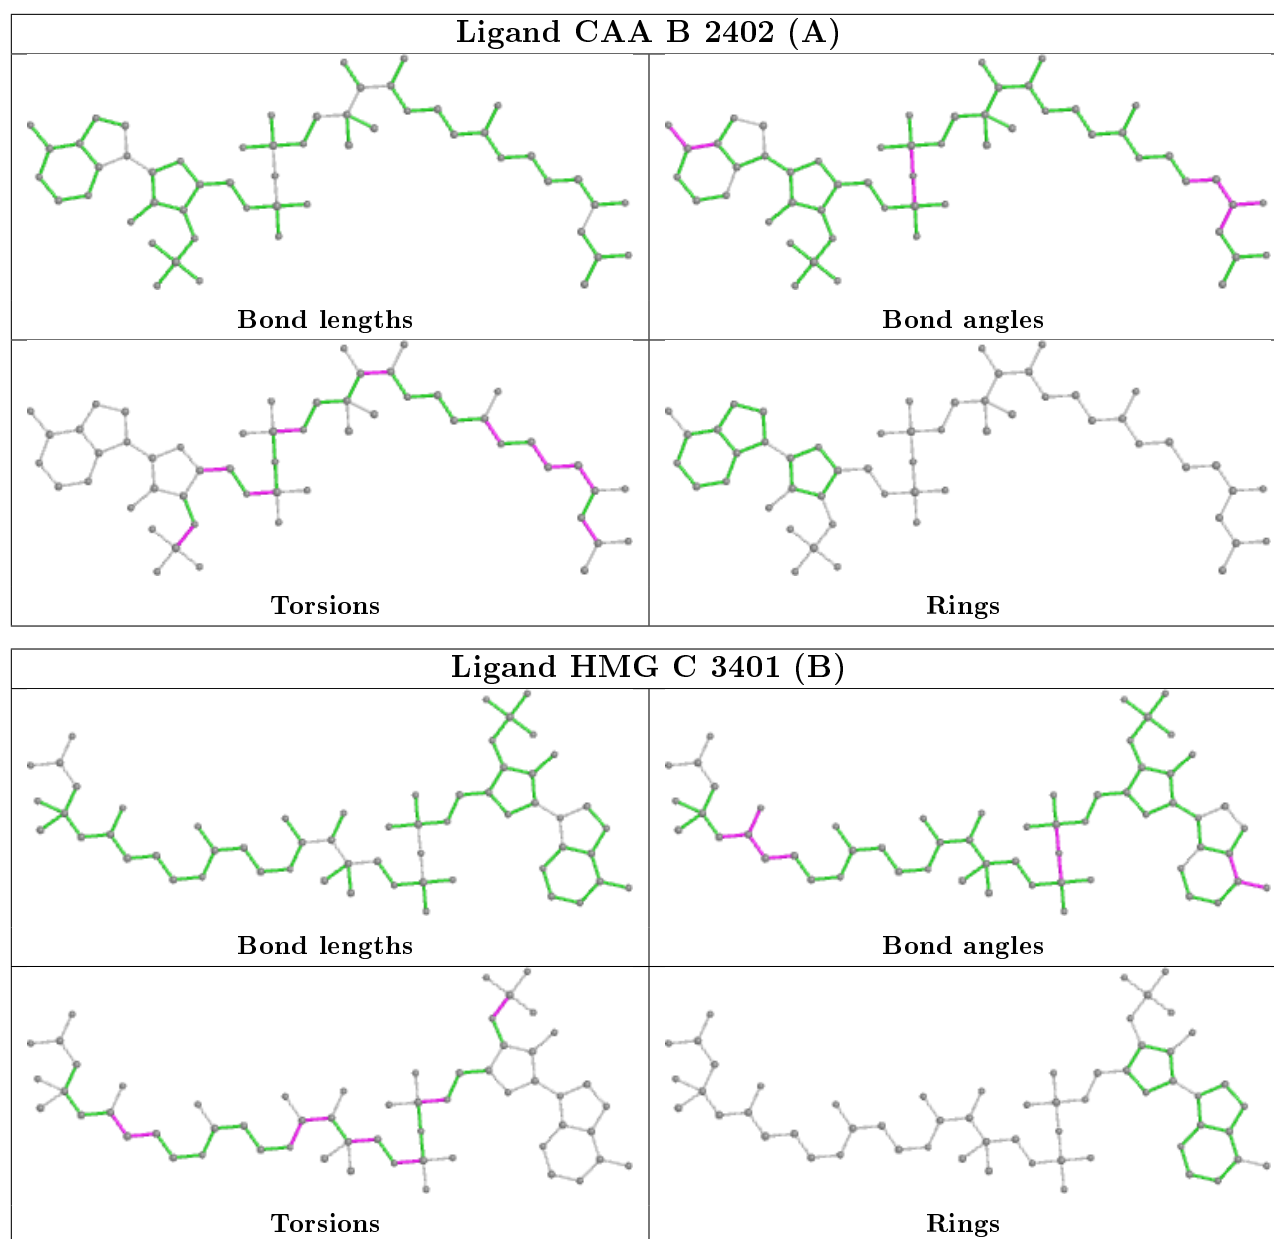 Ligand CAA B 2402 (A)
Bond lengths
Bond angles
Torsions
Rings
Ligand HMG C 3401 (B)
Bond lengths
Bond angles
Torsions
Rings